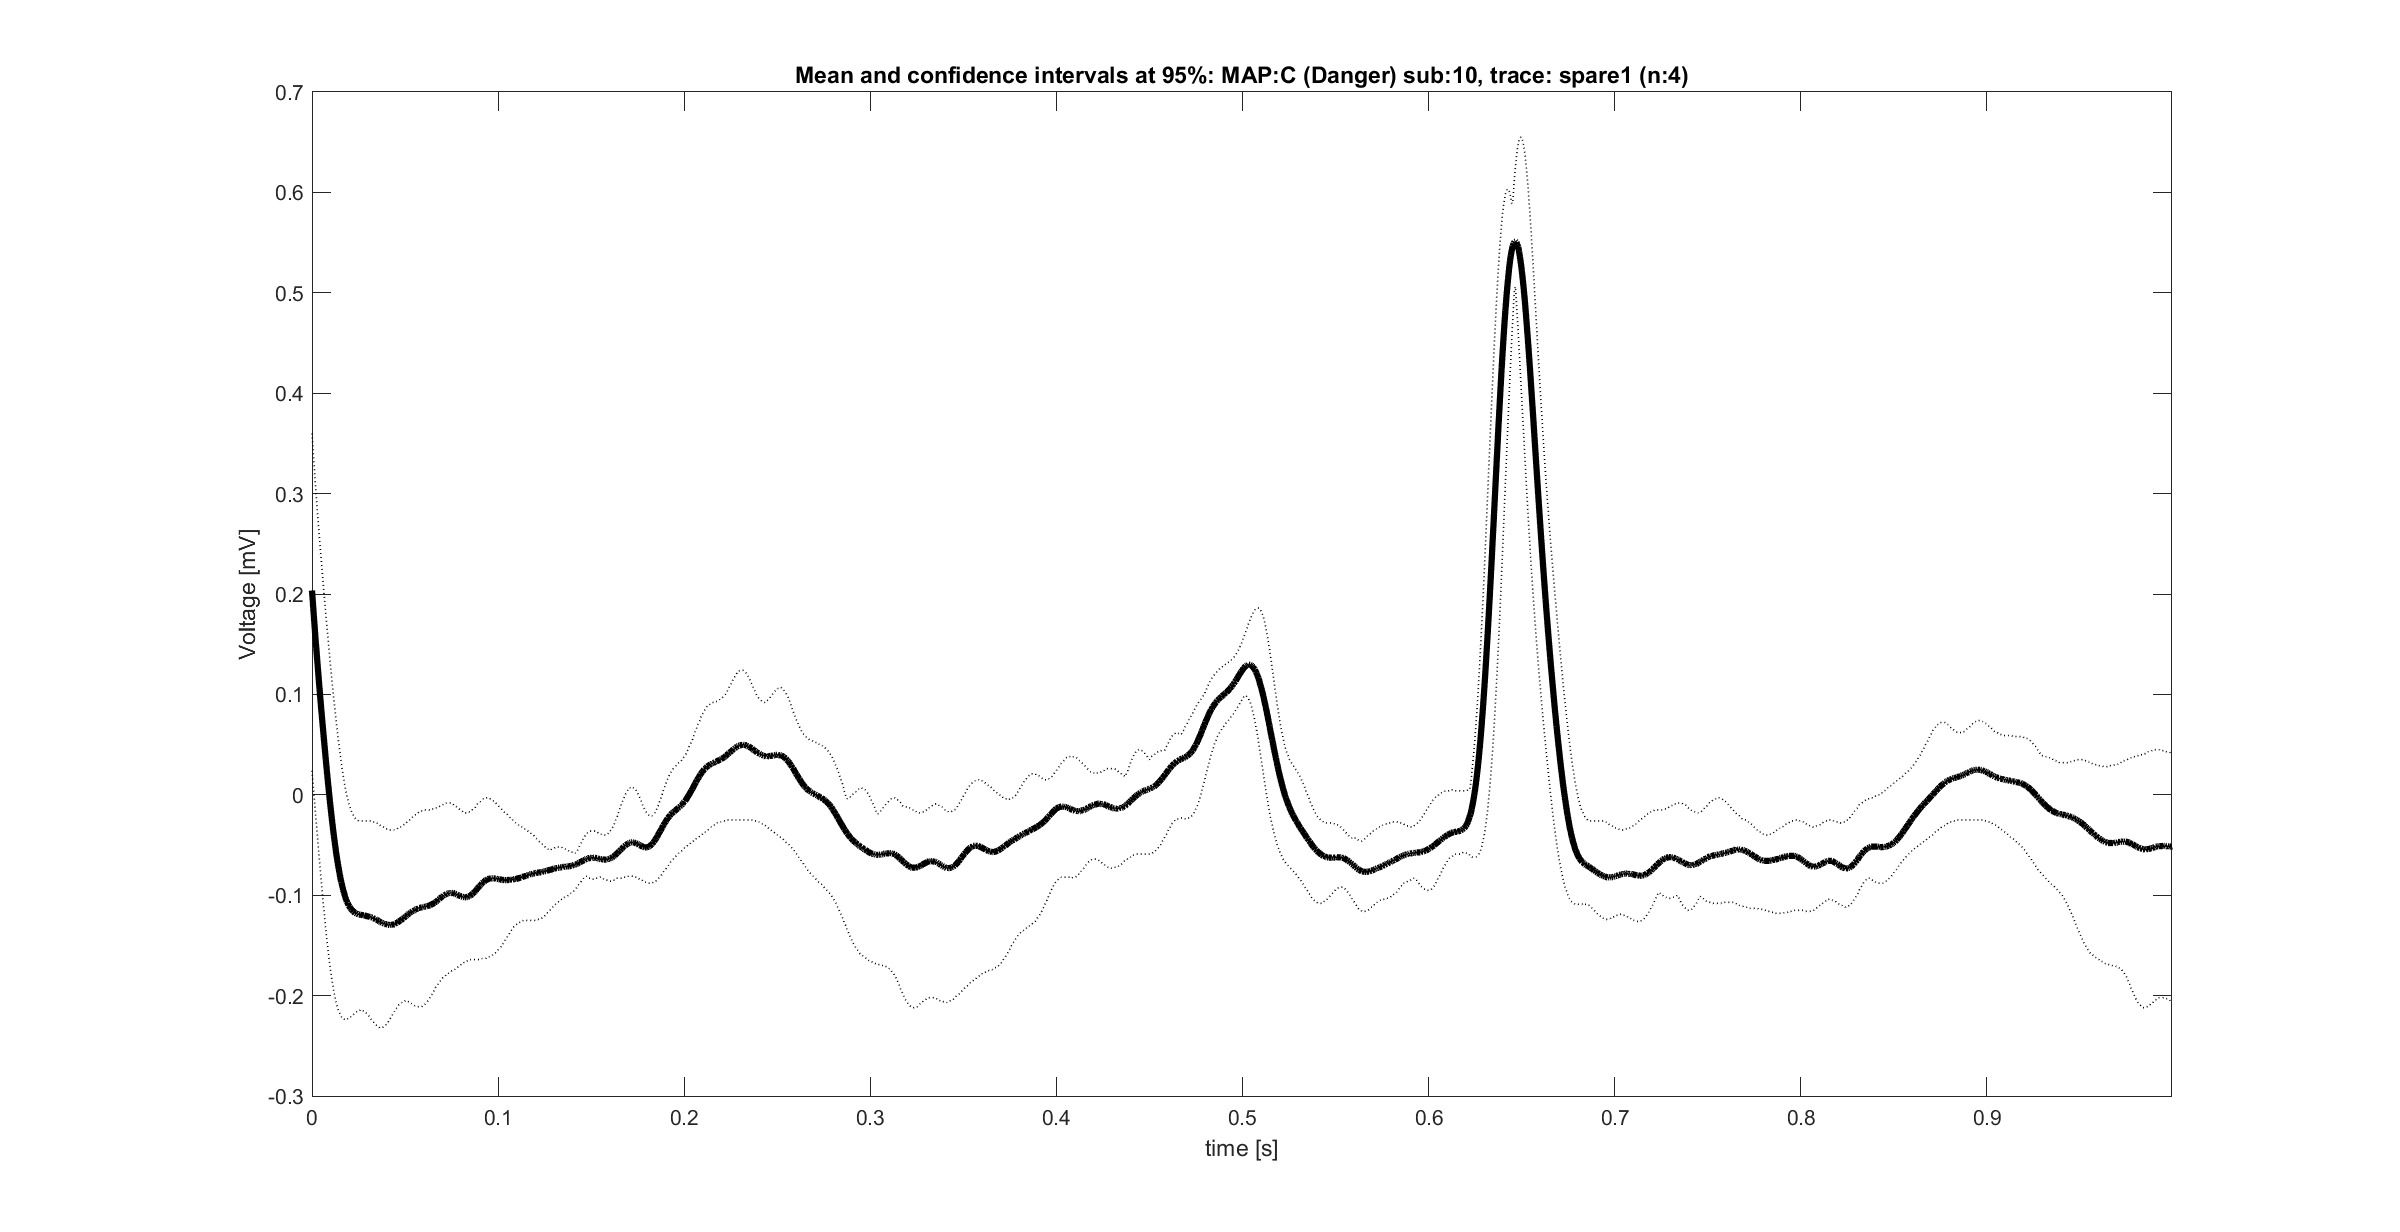 Mean and confidence intervals at 95%: MAP:C (Danger) sub:10, trace: spare1 (n:4)
0.7
0.6
0.5
0.4
0.3
0.2
0.1
0
-0.1
-0.2
-0.3
Voltage [mV]
0 0.1 0.2 0.3 0.4 0.5 0.6 0.7 0.8 0.9
time [s]